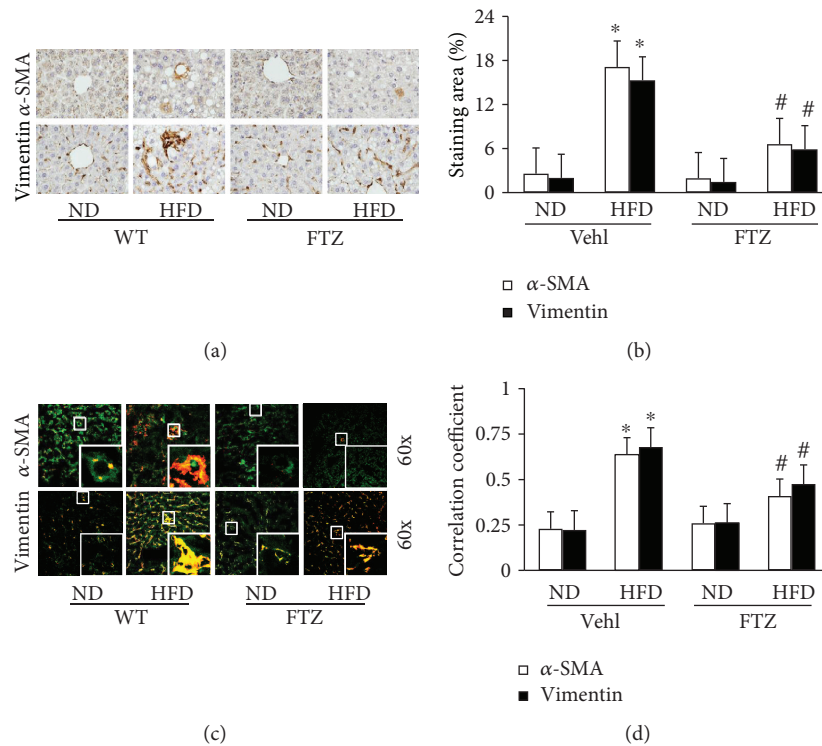 Vimentin α-SMA
ND HFD ND HFD
WT FTZ
(a)
Staining area (%)
24
18
12
6
0
* *
# #
ND HFD ND HFD
Vehl FTZ
α-SMA
Vimentin
(b)
α-SMA
Vimentin
60x
60x
ND HFD ND HFD
WT FTZ
(c)
Correlation coefficient
1
0.75
0.5
0.25
0
* *
# #
ND HFD ND HFD
Vehl FTZ
α-SMA
Vimentin
(d)